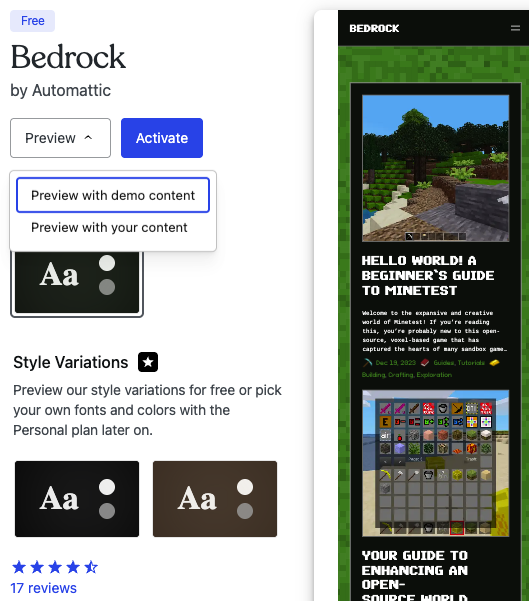 Free
Bedrock
by Automattic
Preview
Activate
Preview with demo content
Preview with your content
Aa
Style Variations
Preview our style variations for free or pick
your own fonts and colors with the
Personal plan later on.
Aa
Aa
17 reviews
BEDROCK
HELLO WORLD! A
BEGINNER`S GUIDE
TO MINETEST
Welcome to the expansive and creative
world of Minetest! If you're reading
this, you're probably new to this open-
source, voxel-based game that has
captured the hearts of many sandbox game…
Dec 19, 2023 Guides, Tutorials
Building, Crafting, Exploration
YOUR GUIDE TO
ENHANCING AN
OPEN-
SOURCE WORLD